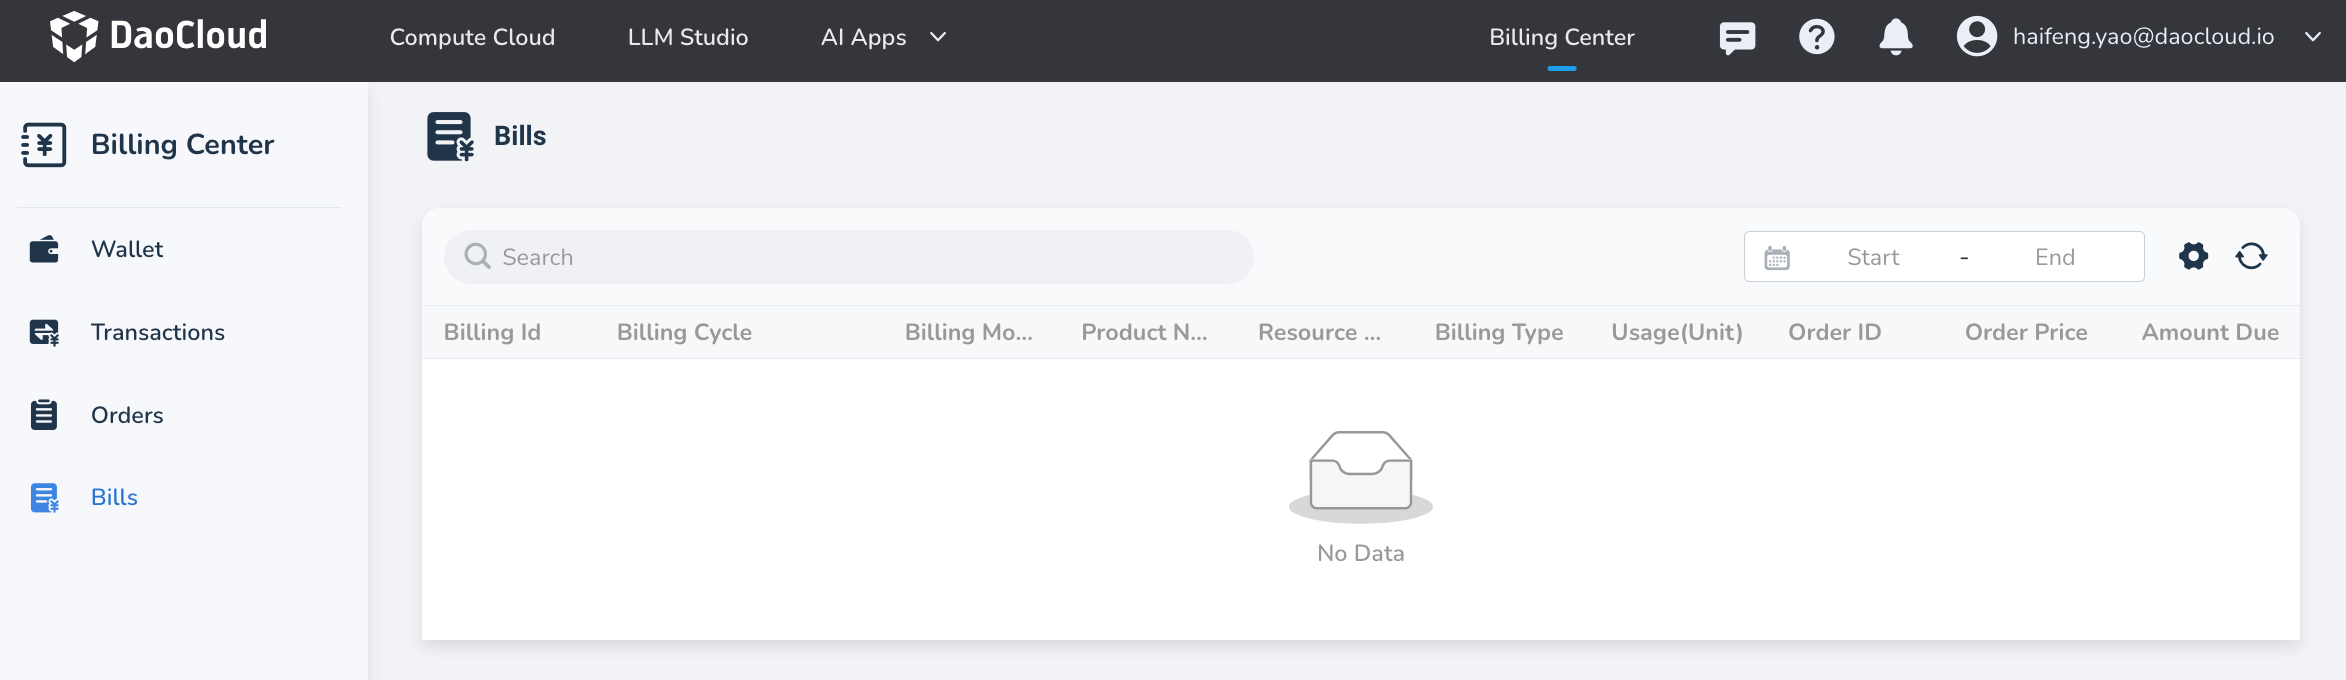 DaoCloud
Compute Cloud
LLM Studio
AI Apps
Billing Center
haifeng.yao@daocloud.io
Billing Center
Wallet
Transactions
Orders
Bills
Bills
Search
Start - End
Billing Id
Billing Cycle
Billing Mo...
Product N...
Resource ...
Billing Type
Usage(Unit)
Order ID
Order Price
Amount Due
No Data